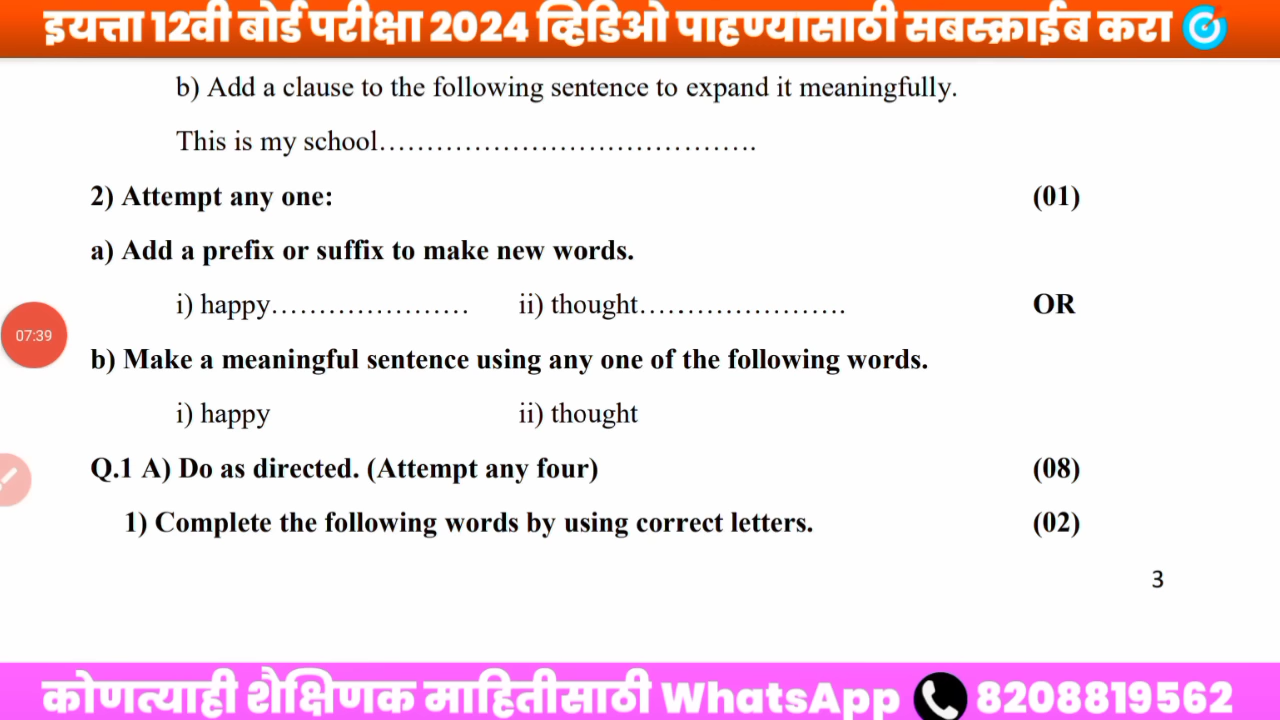 इयत्ता 12वी बोर्ड परीक्षा 2024 व्हिडिओ पाहण्यासाठी सबस्क्राईब करा
b) Add a clause to the following sentence to expand it meaningfully.
This is my school………………………………….
2) Attempt any one: (01)
a) Add a prefix or suffix to make new words.
i) happy………………… ii) thought…………………. OR
07:39
b) Make a meaningful sentence using any one of the following words.
i) happy ii) thought
Q.1 A) Do as directed. (Attempt any four) (08)
1) Complete the following words by using correct letters. (02)
3
कोणत्याही शैक्षिणक माहितीसाठी WhatsApp 8208819562